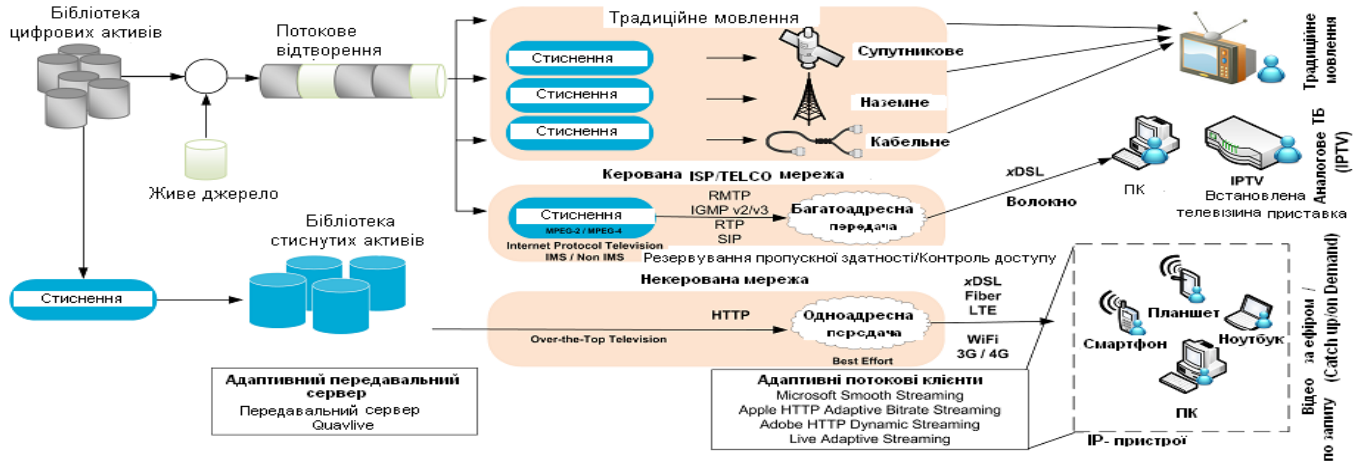 Бібліотека
цифрових активів
Потокове
відтворення
Живе джерело
Традиційне мовлення
Стиснення
Супутникове
Стиснення
Наземне
Стиснення
Кабельне
Традиційне
мовлення
Керована ISP/TELCO мережа
Стиснення
MPEG-2 / MPEG-4
RMTP
IGMP v2/v3
RTP
SIP
Багатоадресна
передача
Internet Protocol Television
IMS / Non IMS
Резервування пропускної здатності/Контроль доступу
xDSL
Волокно
ПК
IPTV
Встановлена
телевізіина приставка
Аналогове ТБ
(IPTV)
Бібліотека
стиснутих активів
Стиснення
Некерована мережа
HTTP
Одноадресна
передача
Over-the-Top Television
Best Effort
xDSL
Fiber
LTE
WiFi
3G / 4G
Планшет
Смартфон
Ноутбук
ПК
IP- пристрої
Відео за ефіром /
по запиту (Catch up/on Demand)
Адаптивний передавальний
сервер
Передавальний сервер
Quavlive
Адаптивні потокові клієнти
Microsoft Smooth Streaming
Apple HTTP Adaptive Bitrate Streaming
Adobe HTTP Dynamic Streaming
Live Adaptive Streaming